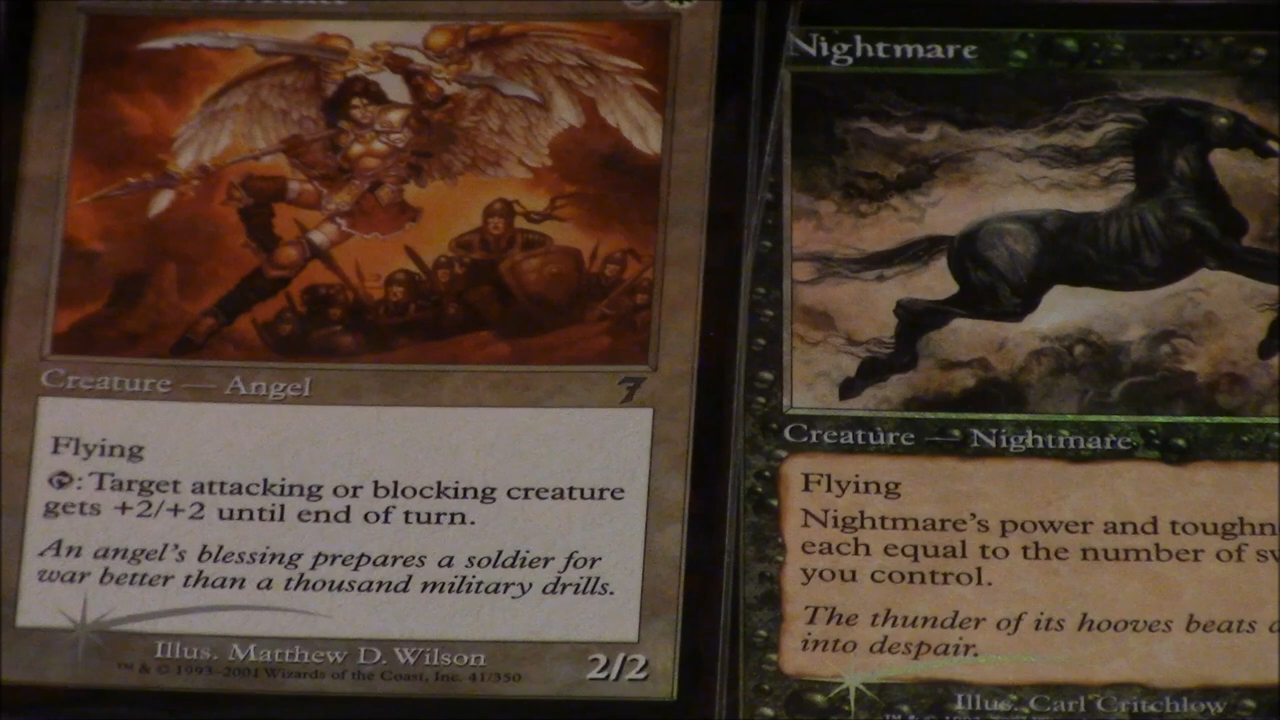 Creature — Angel
7
Flying
: Target attacking or blocking creature
gets +2/+2 until end of turn.
An angel's blessing prepares a soldier for
war better than a thousand military drills.
Illus. Matthew D. Wilson
™ & © 1993-2001 Wizards of the Coast, Inc. 41/350
2/2
Nightmare
Creature — Nightmare
Flying
Nightmare's power and toughn
each equal to the number of sw
you control.
The thunder of its hooves beats
into despair.
Illus. Carl Critchlow